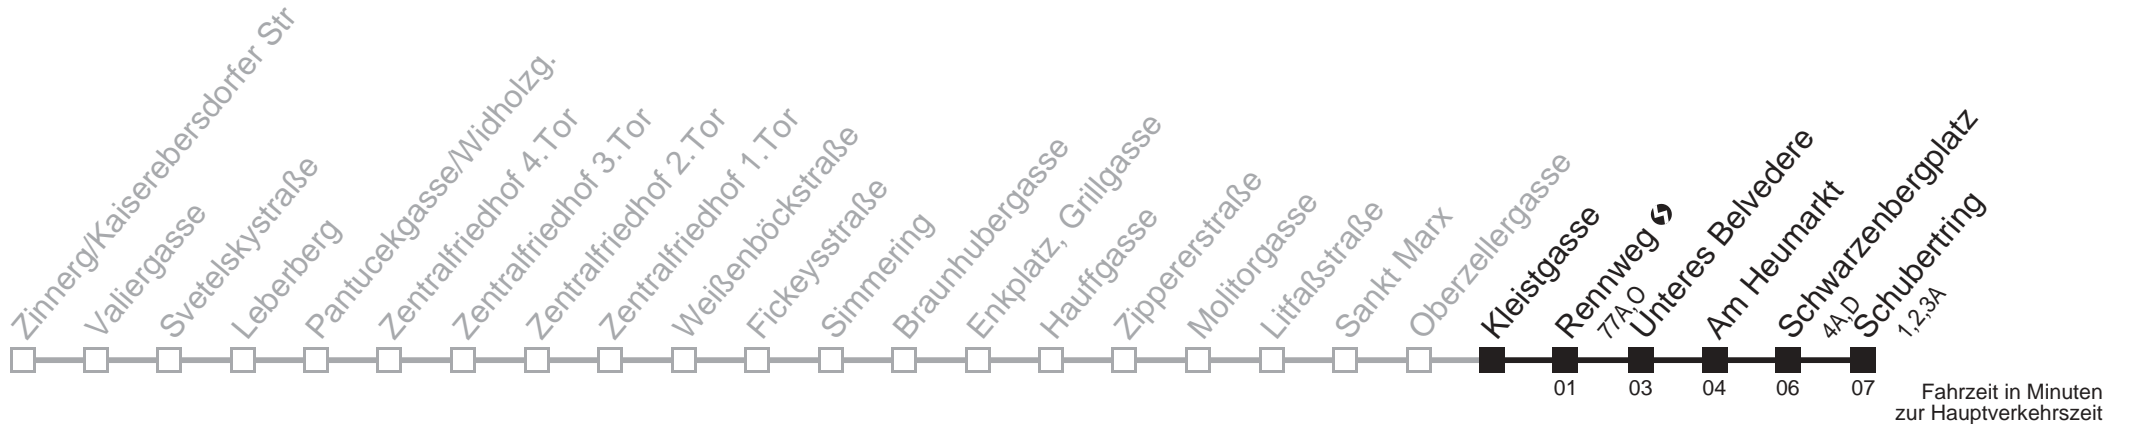 Zinnerg/Kaiserebersdorfer Str
Valiergasse
Svetelskystraße
Leberberg
Pantucekgasse/Widholzg.
Zentralfriedhof 4.Tor
Zentralfriedhof 3.Tor
Zentralfriedhof 2.Tor
Zentralfriedhof 1.Tor
Weißenböckstraße
Fickeysstraße
Simmering
Braunhubergasse
Enkplatz, Grillgasse
Hauffgasse
Zippererstraße
Molitorgasse
Litfaßstraße
Sankt Marx
Oberzellergasse
Kleistgasse
Rennweg
77A,O
Unteres Belvedere
Am Heumarkt
Schwarzenbergplatz
4A,D
Schubertring
1,2,3A
01 03 04 06 07
Fahrzeit in Minuten
zur Hauptverkehrszeit